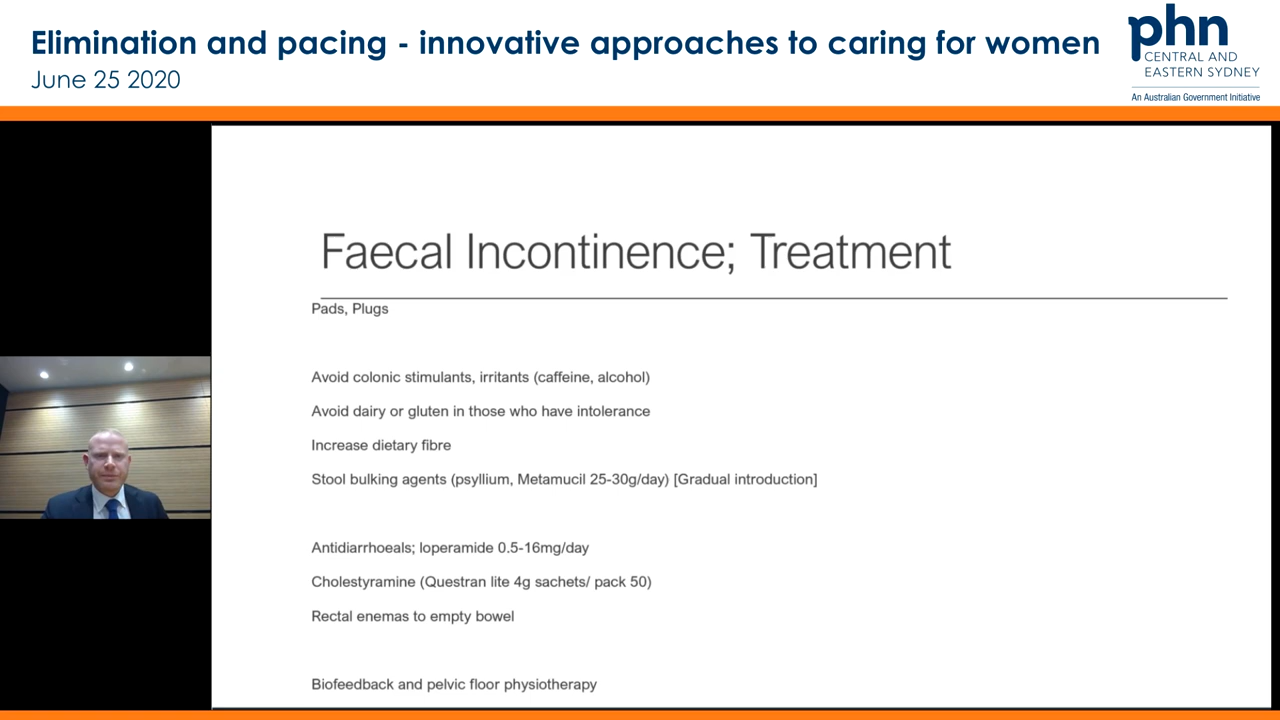 Elimination and pacing - innovative approaches to caring for women
June 25 2020
phn
CENTRAL AND
EASTERN SYDNEY
An Australian Government Initiative
Faecal Incontinence; Treatment
Pads, Plugs
Avoid colonic stimulants, irritants (caffeine, alcohol)
Avoid dairy or gluten in those who have intolerance
Increase dietary fibre
Stool bulking agents (psyllium, Metamucil 25-30g/day) [Gradual introduction]
Antidiarrhoeals; loperamide 0.5-16mg/day
Cholestyramine (Questran lite 4g sachets/ pack 50)
Rectal enemas to empty bowel
Biofeedback and pelvic floor physiotherapy